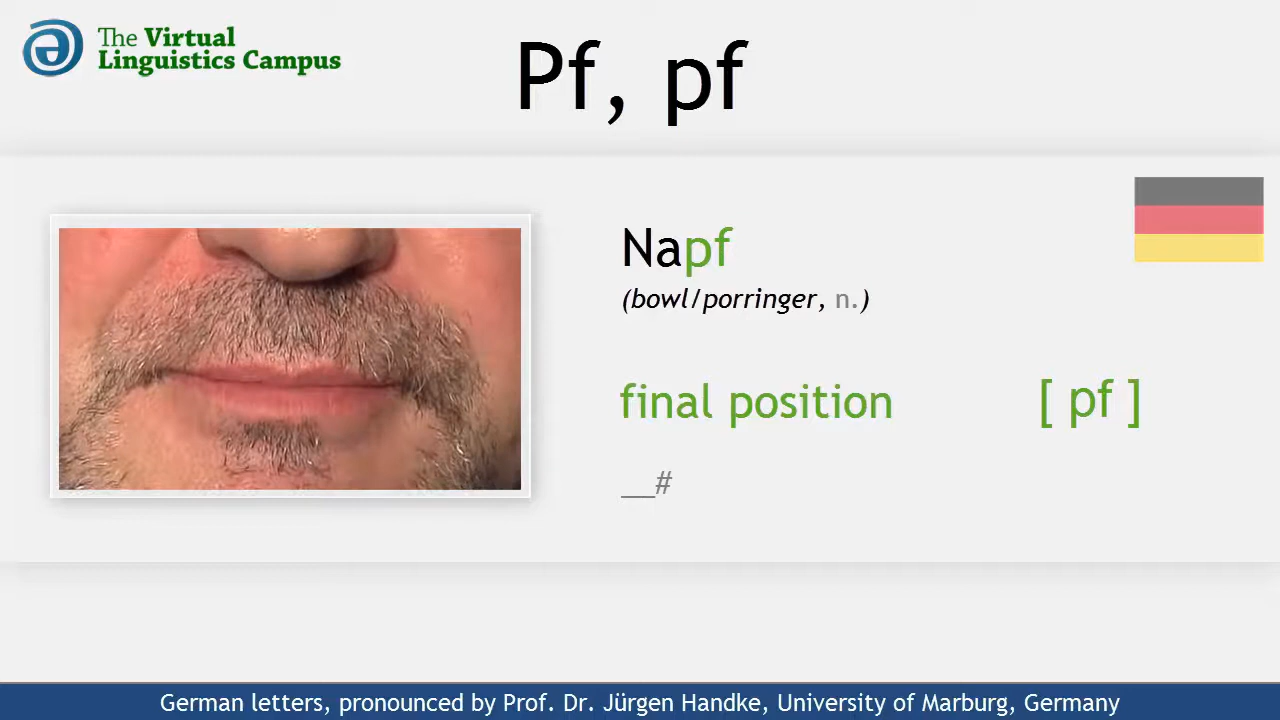 The Virtual
Linguistics Campus
Pf, pf
Napf
(bowl/porringer, n.)
final position [ pf ]
__#
German letters, pronounced by Prof. Dr. Jürgen Handke, University of Marburg, Germany